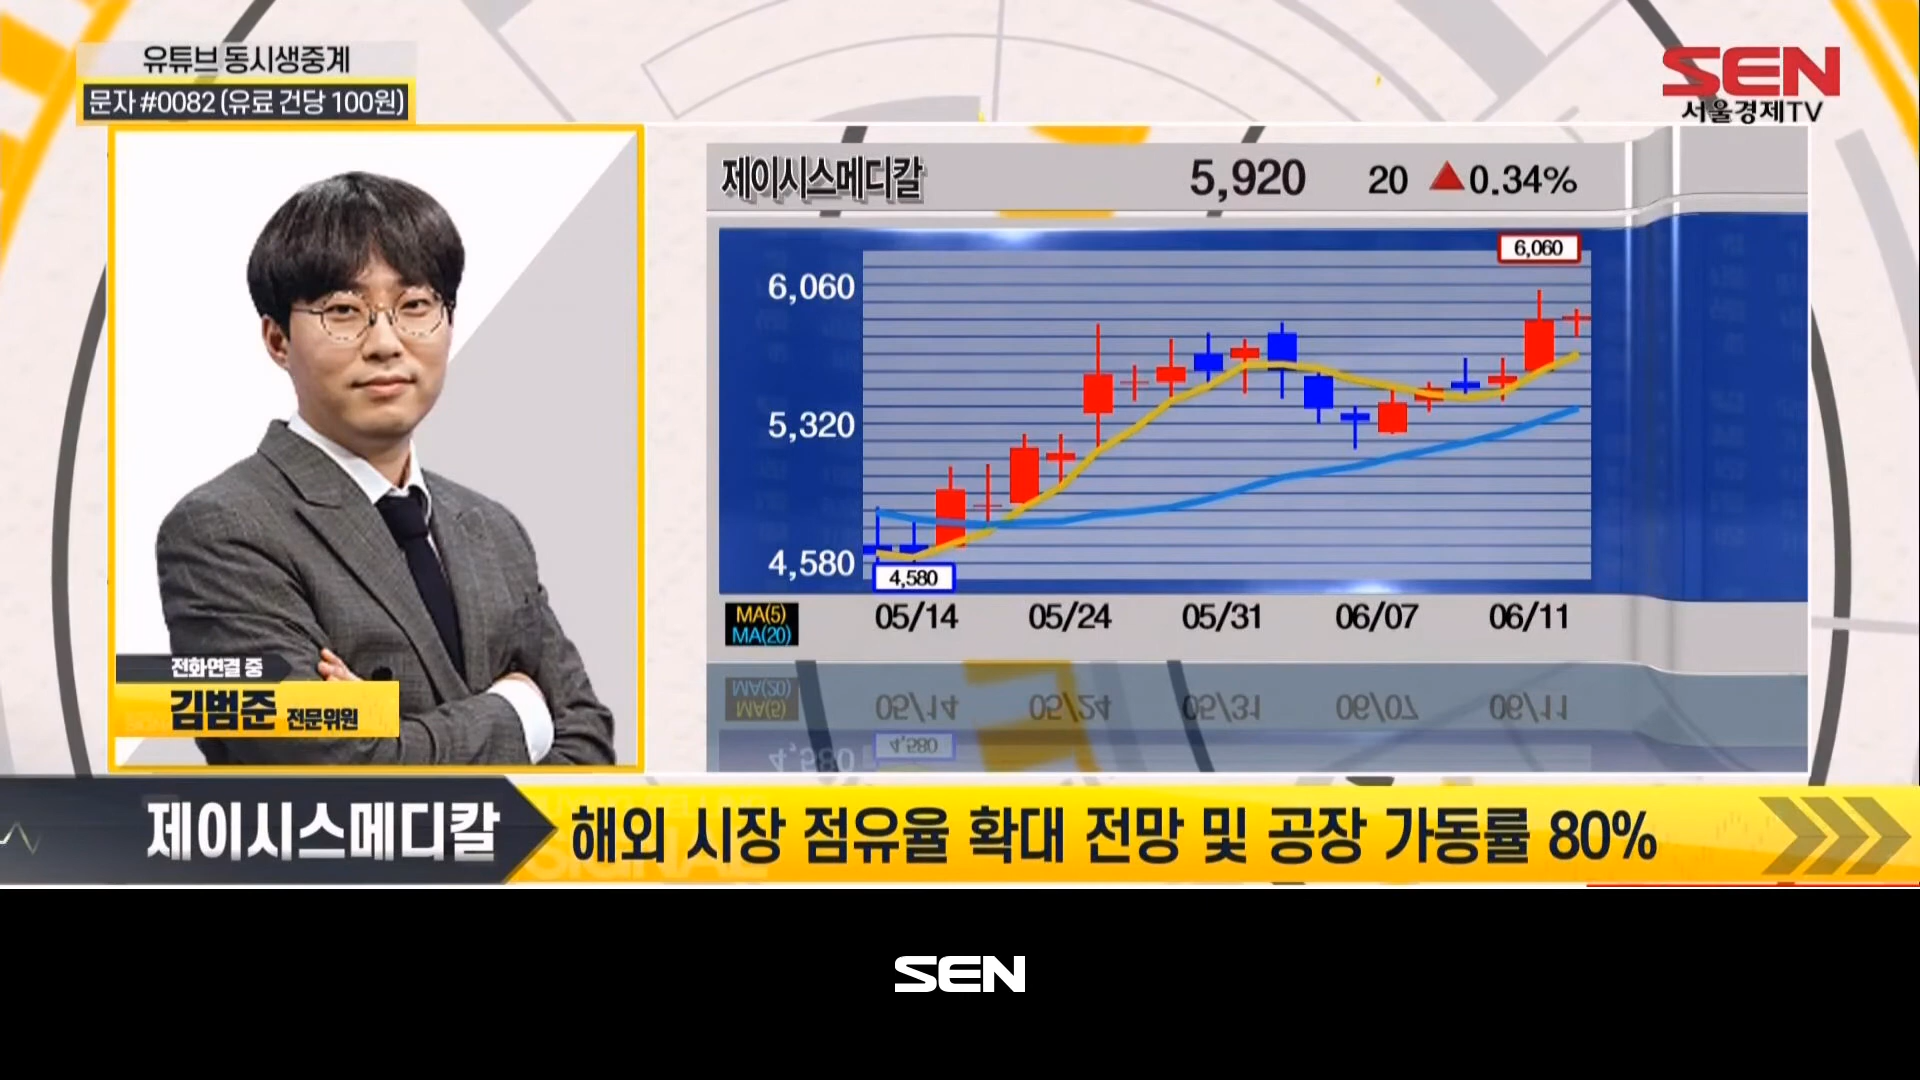 유튜브 동시생중계
문자 #0082 (유료 건당 100원)
SEN
서울경제TV
제이시스메디칼 5,920 20 ▲0.34%
6,060
6,060
5,320
4,580
4,580
MA(5)
MA(20)
05/14 05/24 05/31 06/07 06/11
전화연결 중
김범준 전문위원
제이시스메디칼
해외 시장 점유율 확대 전망 및 공장 가동률 80%
SEN